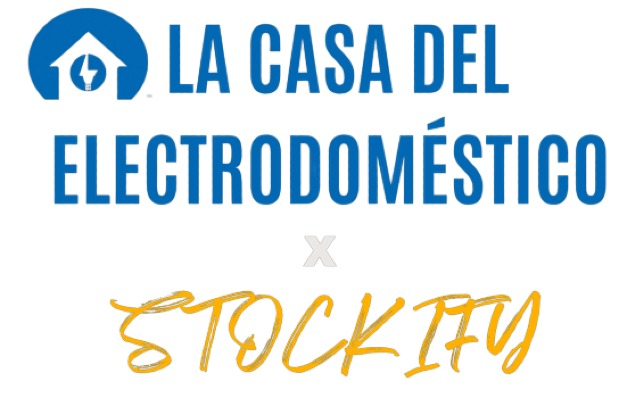 LA CASA DEL
ELECTRODOMÉSTICO
X
STOCKIFY